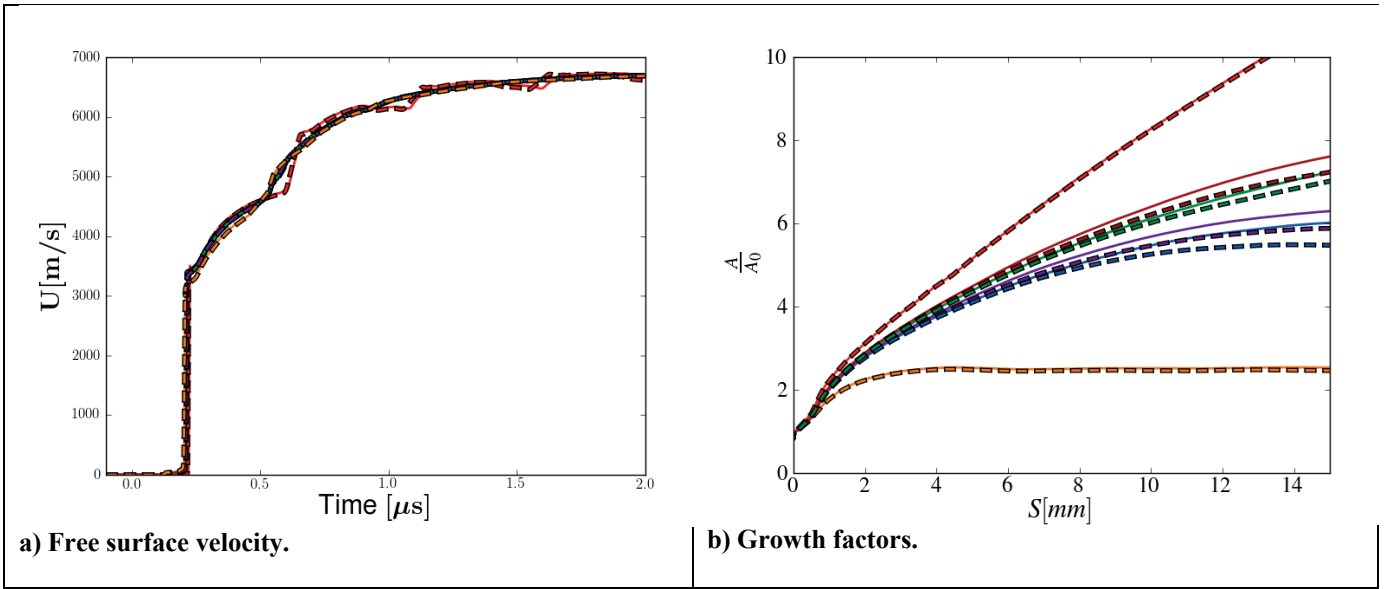 7000
6000
5000
4000
3000
2000
1000
0
U[m/s]
0.0 0.5 1.0 1.5 2.0
Time [μs]
a) Free surface velocity.
10
8
6
4
2
0
A
A0
0 2 4 6 8 10 12 14
S[mm]
b) Growth factors.